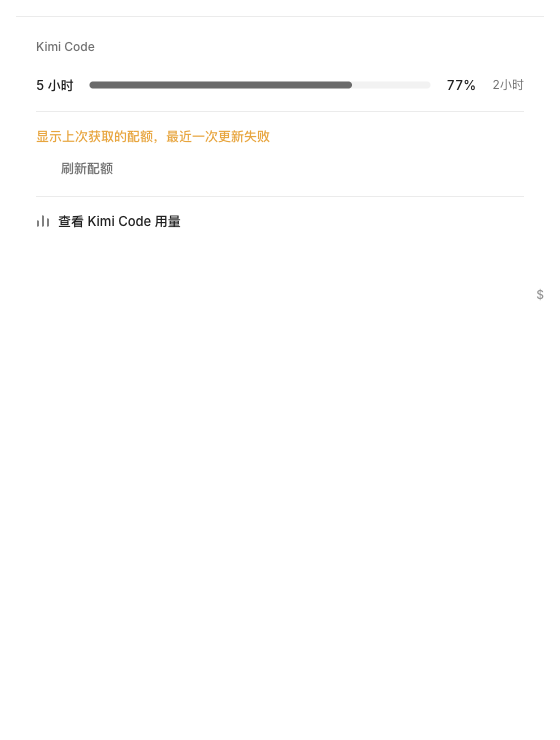 Kimi Code
5 小时 77% 2小时
显示上次获取的配额，最近一次更新失败
刷新配额
查看 Kimi Code 用量
$